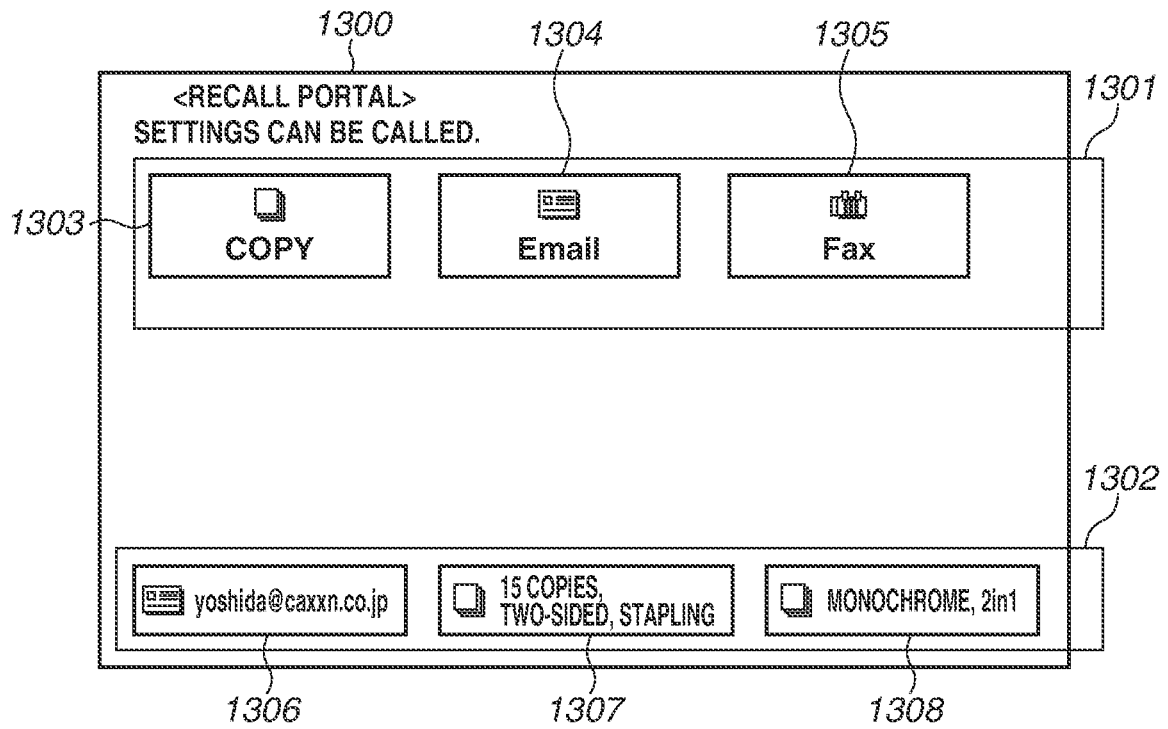 1300
1304
1305
1301
<RECALL PORTAL>
SETTINGS CAN BE CALLED.
1303
COPY
Email
Fax
1302
yoshida@caxxn.co.jp
15 COPIES,
TWO-SIDED, STAPLING
MONOCHROME, 2in1
1306
1307
1308